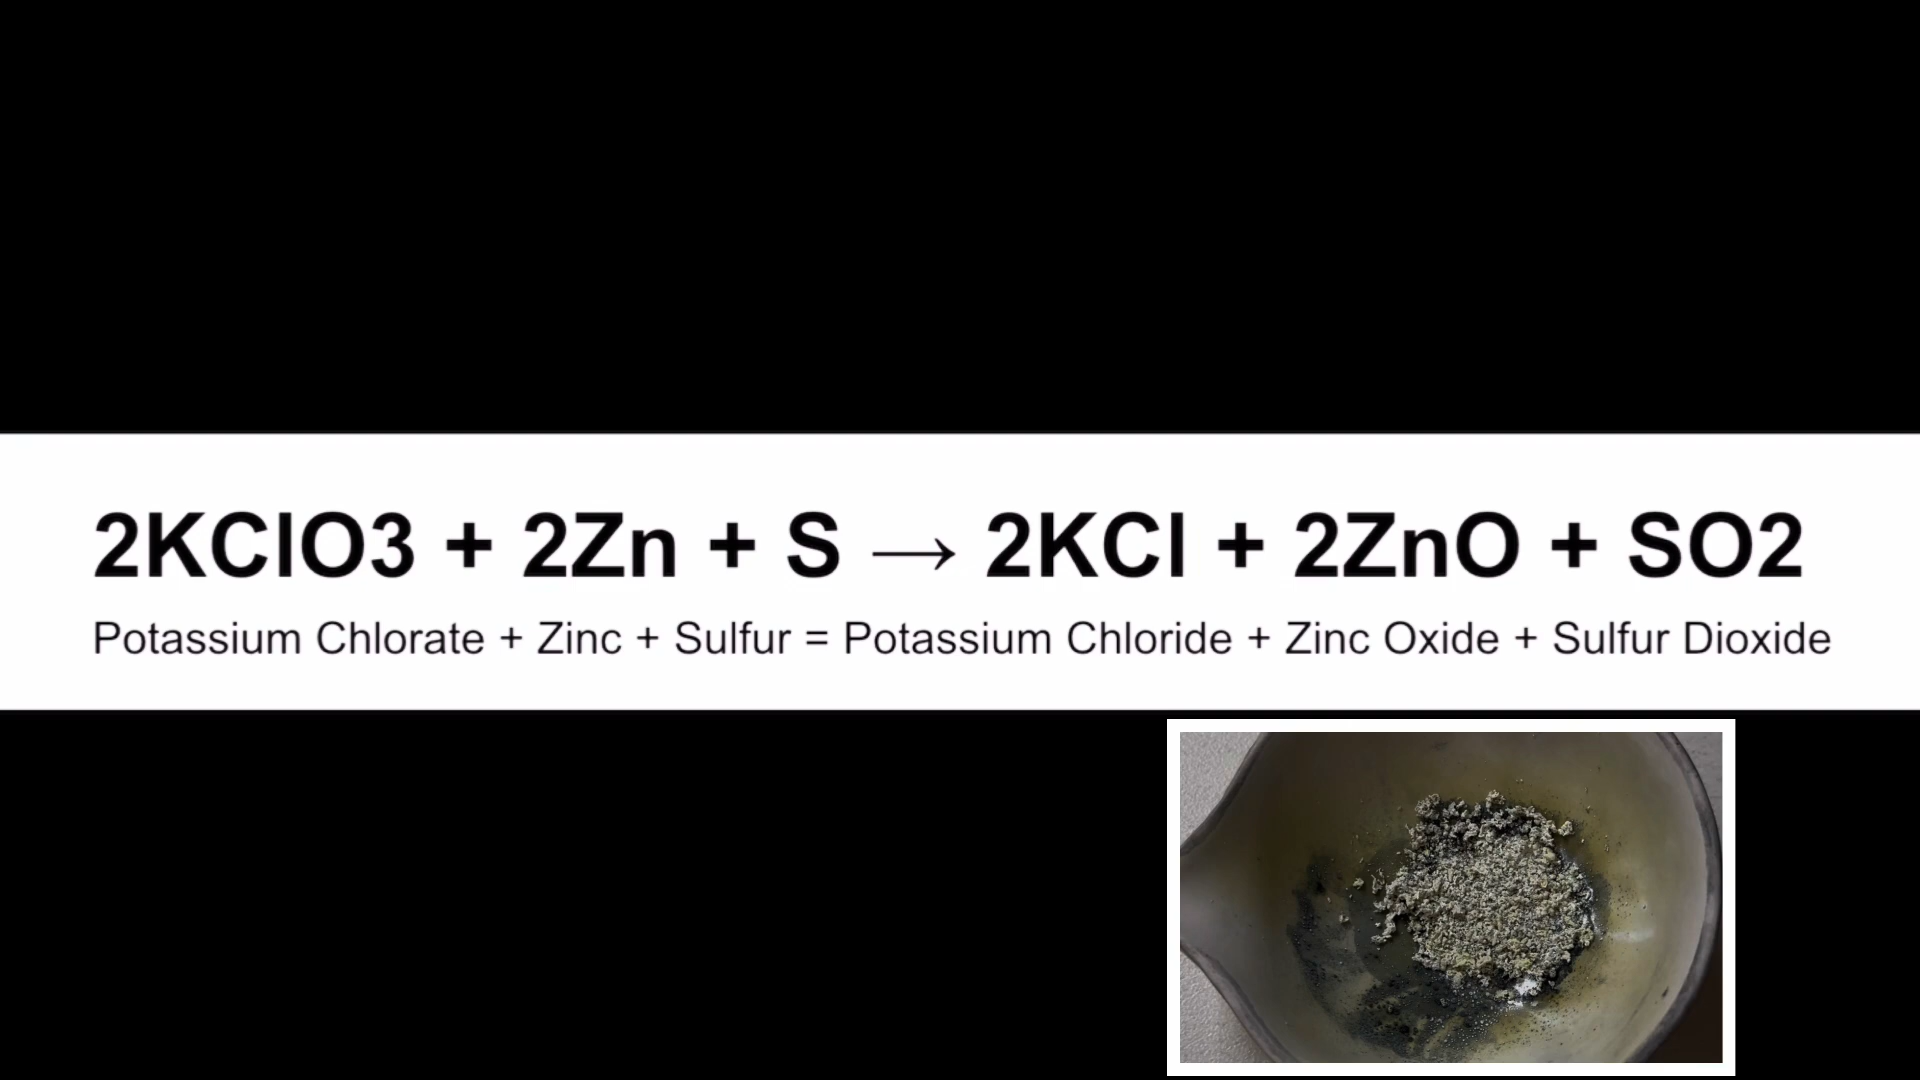 2KClO3 + 2Zn + S → 2KCl + 2ZnO + SO2
Potassium Chlorate + Zinc + Sulfur = Potassium Chloride + Zinc Oxide + Sulfur Dioxide